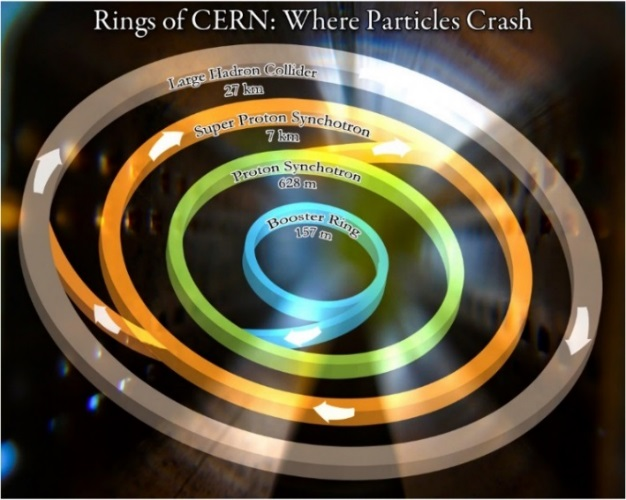 Rings of CERN: Where Particles Crash
Large Hadron Collider
27 km
Super Proton Synchotron
7 km
Proton Synchotron
628 m
Booster Ring
157 m